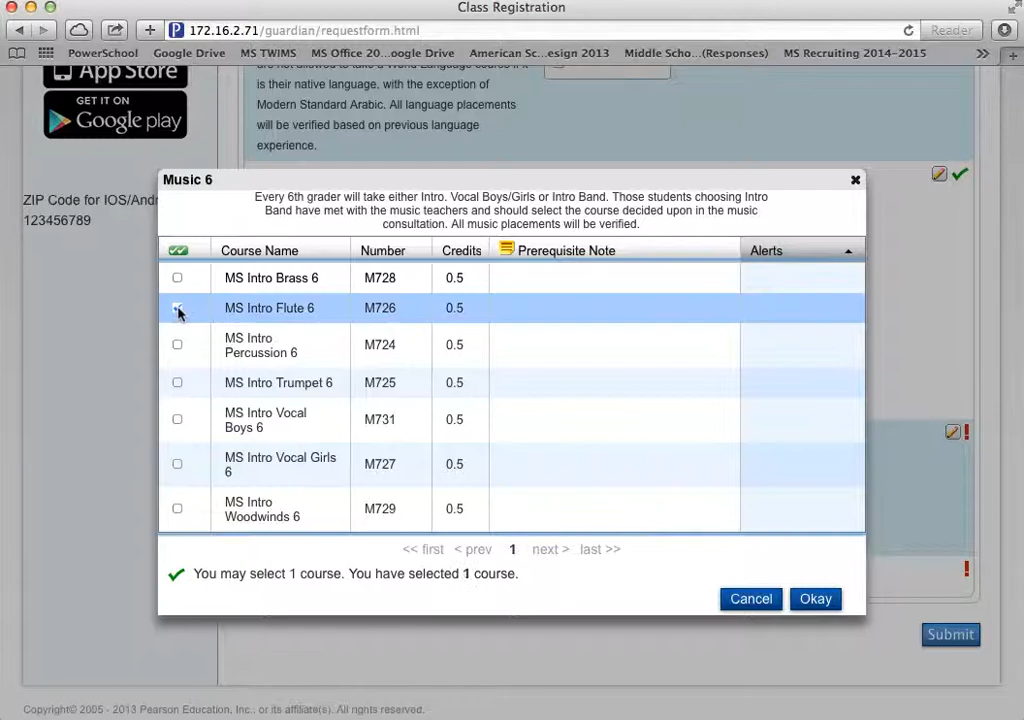 Class Registration
172.16.2.71/guardian/requestform.html
Reader
PowerSchool Google Drive MS TWIMS MS Office 20...oogle Drive American Sc...esign 2013 Middle Scho...(Responses) MS Recruiting 2014–2015 >>
App Store
GET IT ON
Google play
ZIP Code for IOS/Andr
123456789
are not allowed to take a World Language course if it
is their native language, with the exception of
Modern Standard Arabic. All language placements
will be verified based on previous language
experience.
Music 6
Every 6th grader will take either Intro. Vocal Boys/Girls or Intro Band. Those students choosing Intro
Band have met with the music teachers and should select the course decided upon in the music
consultation. All music placements will be verified.
Course Name Number Credits Prerequisite Note Alerts
MS Intro Brass 6 M728 0.5
MS Intro Flute 6 M726 0.5
MS Intro
Percussion 6 M724 0.5
MS Intro Trumpet 6 M725 0.5
MS Intro Vocal
Boys 6 M731 0.5
MS Intro Vocal Girls
6 M727 0.5
MS Intro
Woodwinds 6 M729 0.5
<< first < prev 1 next > last >>
You may select 1 course. You have selected 1 course.
Cancel Okay
Submit
Copyright© 2005 - 2013 Pearson Education, Inc., or its affiliate(s). All rights reserved.